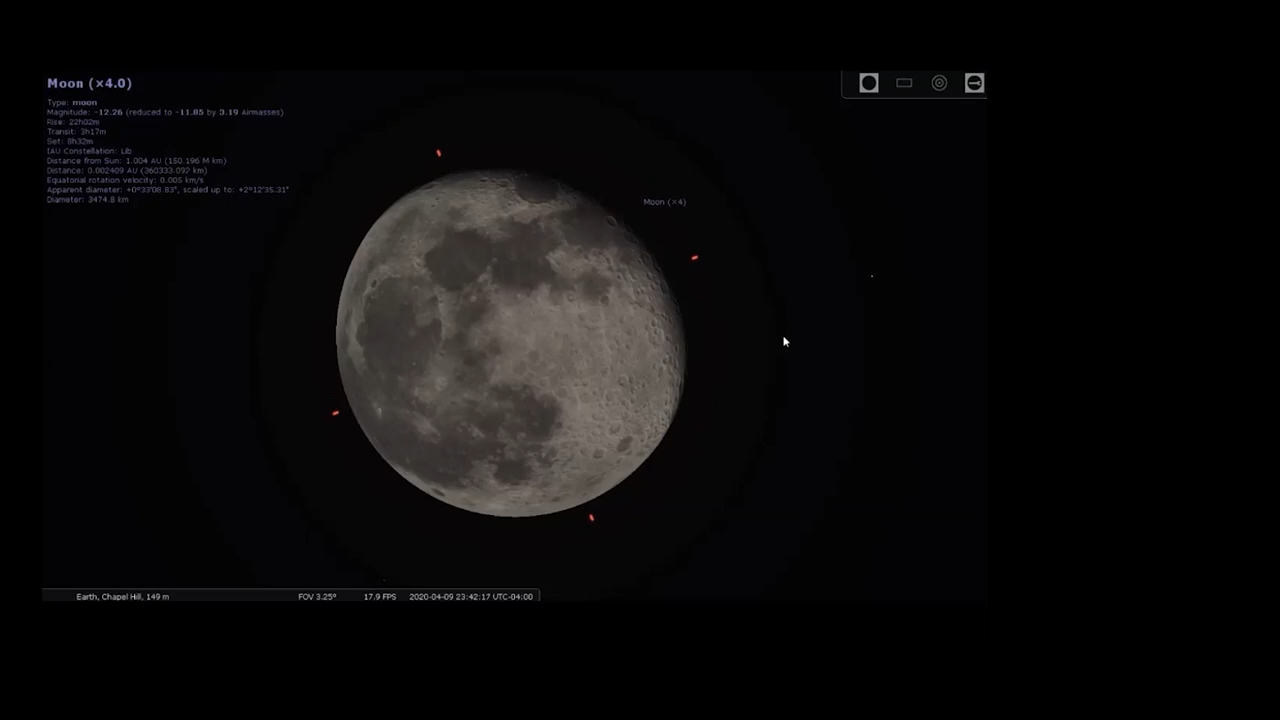 Moon (×4.0)
Type: moon
Magnitude: -12.26 (reduced to -11.85 by 3.19 Airmasses)
Rise: 22h02m
Transit: 3h17m
Set: 8h32m
IAU Constellation: Lib
Distance from Sun: 1.004 AU (150.196 M km)
Distance: 0.002409 AU (360333.097 km)
Equatorial rotation velocity: 0.005 km/s
Apparent diameter: +0°33'08.83", scaled up to: +2°12'35.31"
Diameter: 3474.8 km
Moon (×4)
Earth, Chapel Hill, 149 m FOV 3.25° 17.9 FPS 2020-04-09 23:42:17 UTC-04:00